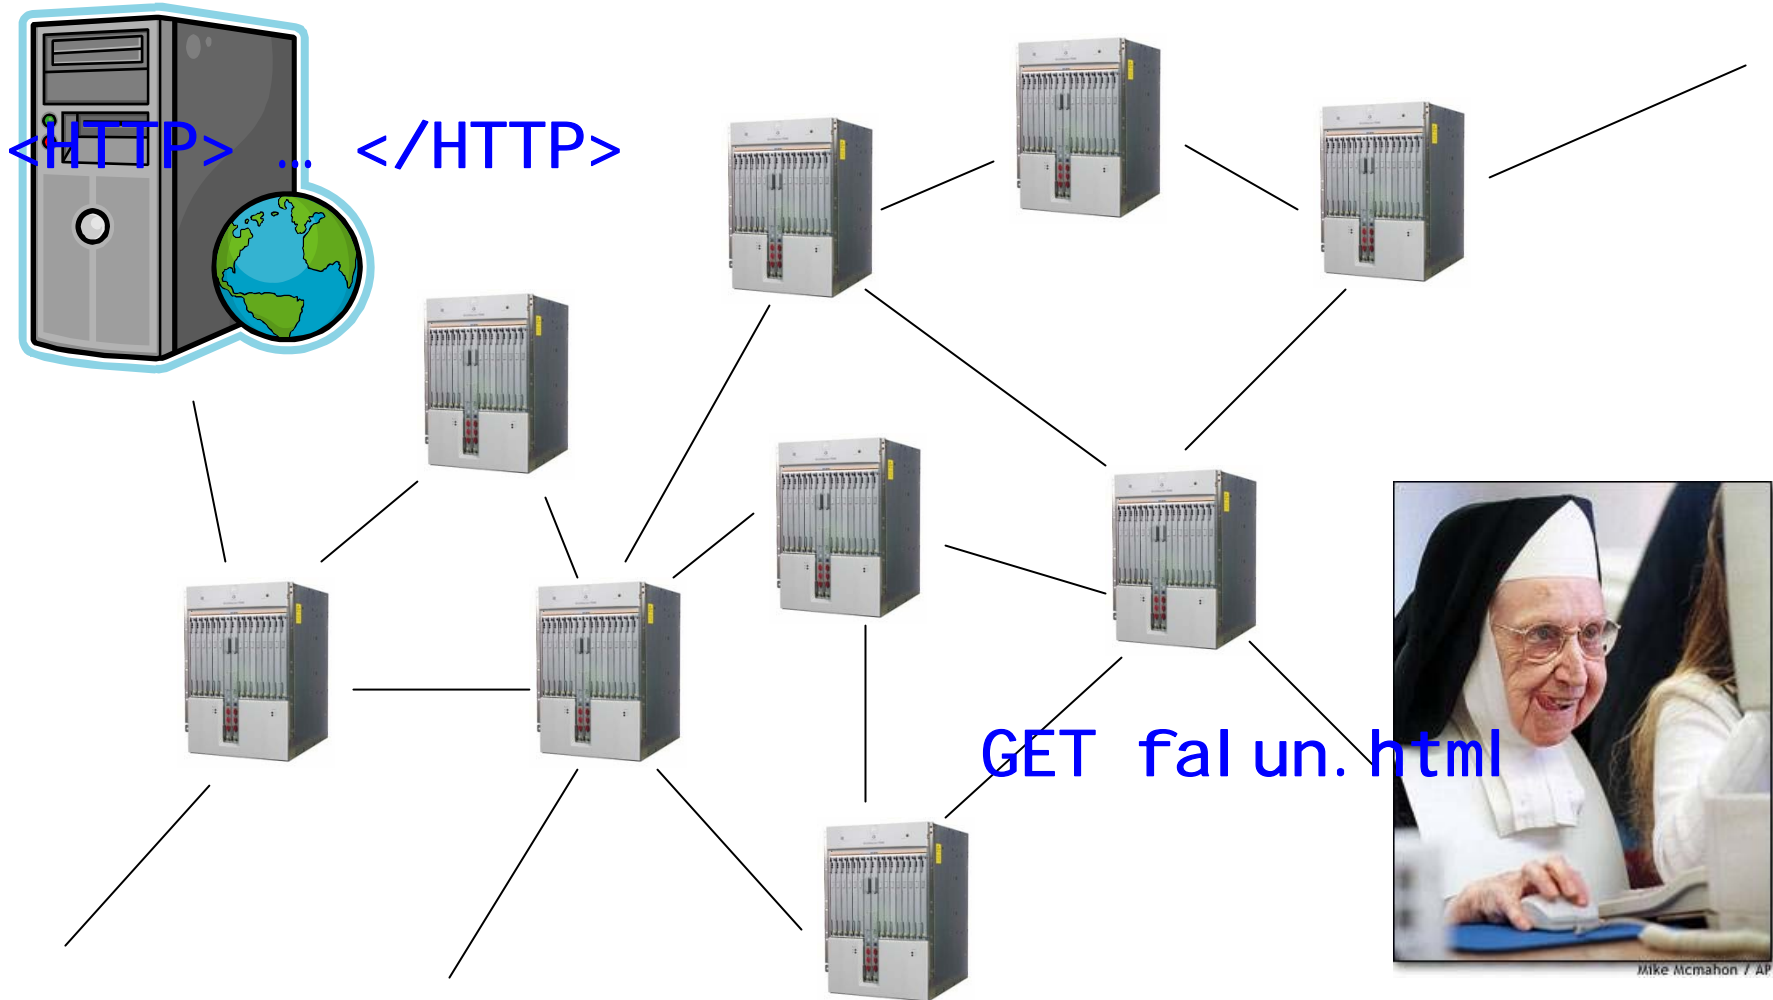 <HTTP> … </HTTP>
GET falun.html
Mike Mcmahon / AP